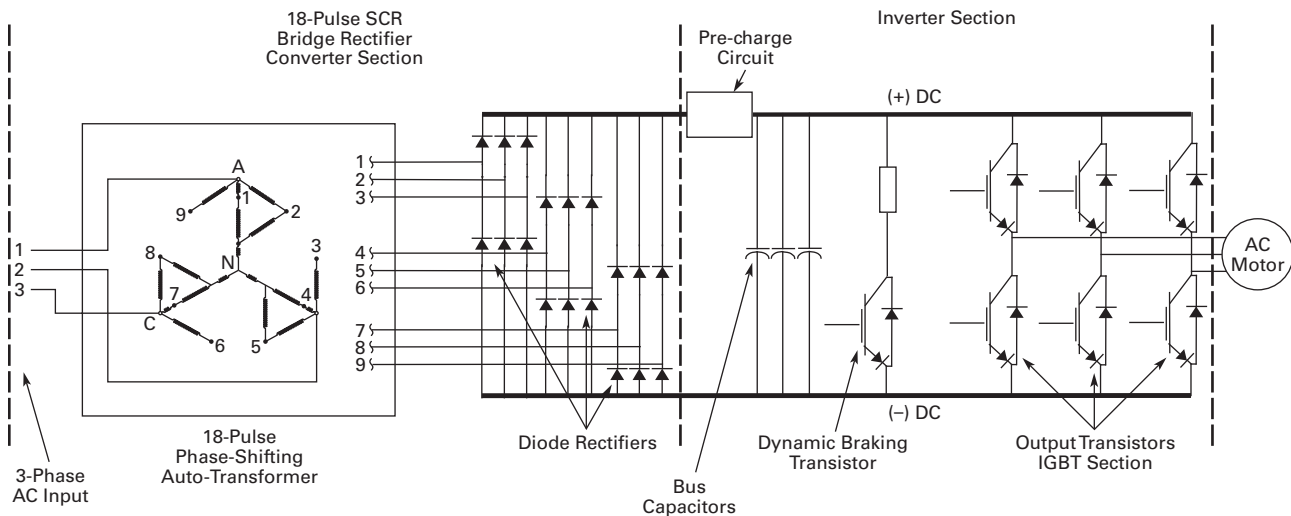 18-Pulse SCR
Bridge Rectifier
Converter Section
Inverter Section
Pre-charge
Circuit
(+) DC
A
1
9
2
8
N
3
7
4
C
6
5
1
2
3
1
2
3
4
5
6
7
8
9
AC
Motor
(–) DC
18-Pulse
Phase-Shifting
Auto-Transformer
3-Phase
AC Input
Diode Rectifiers
Bus
Capacitors
Dynamic Braking
Transistor
Output Transistors
IGBT Section